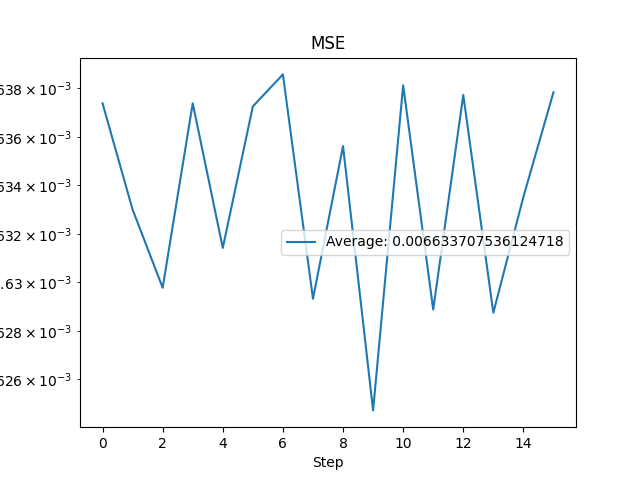 MSE
638 × 10⁻³
636 × 10⁻³
634 × 10⁻³
632 × 10⁻³
.63 × 10⁻³
628 × 10⁻³
626 × 10⁻³
Average: 0.006633707536124718
0 2 4 6 8 10 12 14
Step